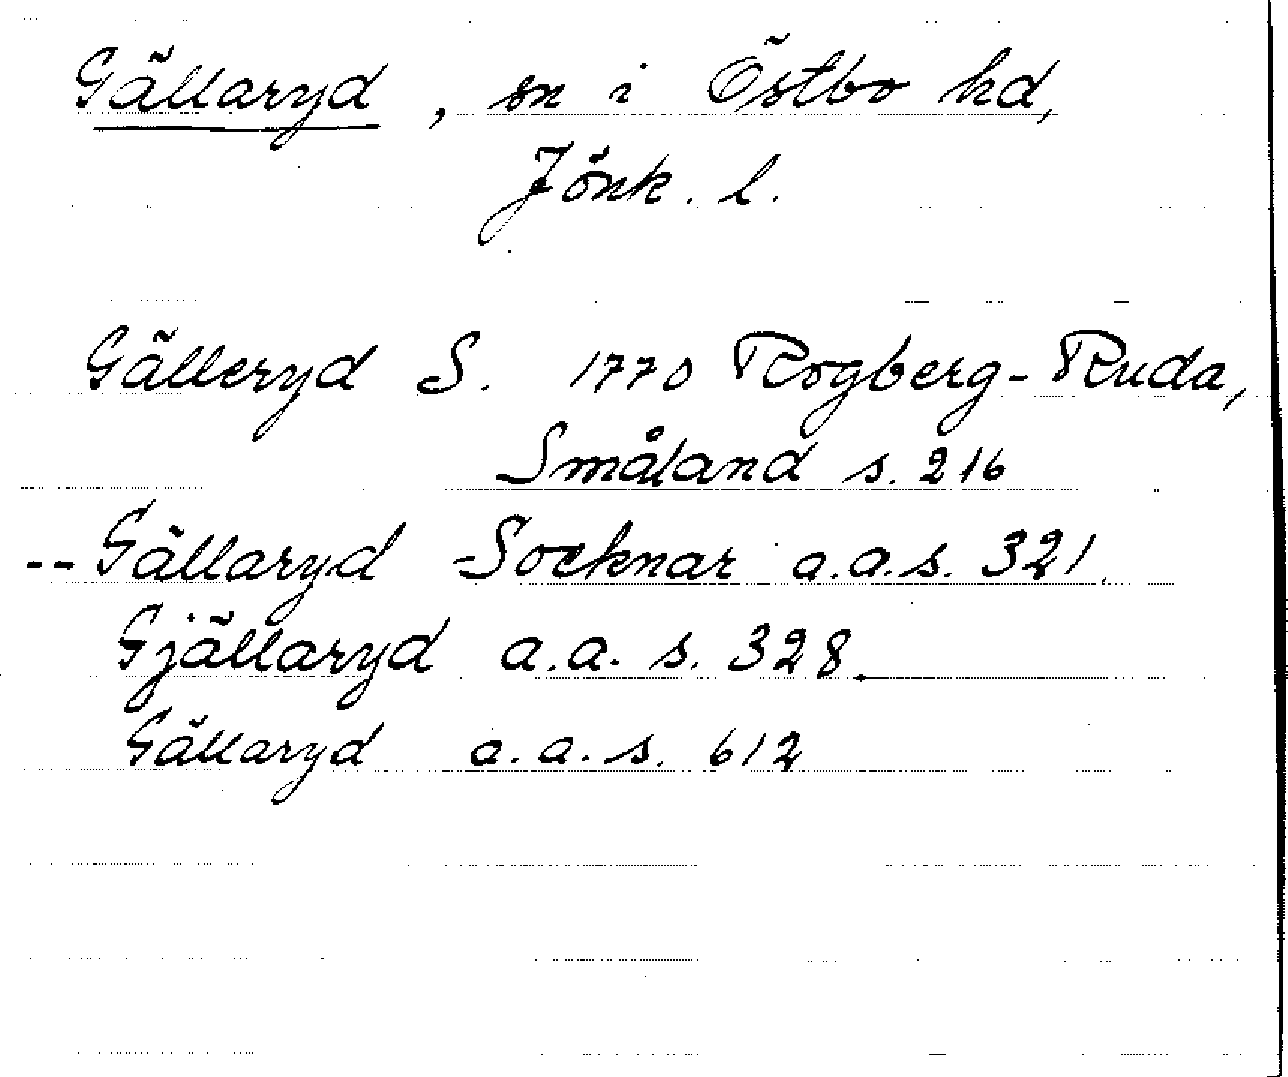 Gällaryd, sn i Östbo hd,
Jönk. l.
Gälleryd S. 1770 Rogberg-Ruda,
Småland s. 216
-- Gällaryd -Socknar a.a.s. 321.
Gjällaryd a.a. s. 328.
Gällaryd a.a.s. 612